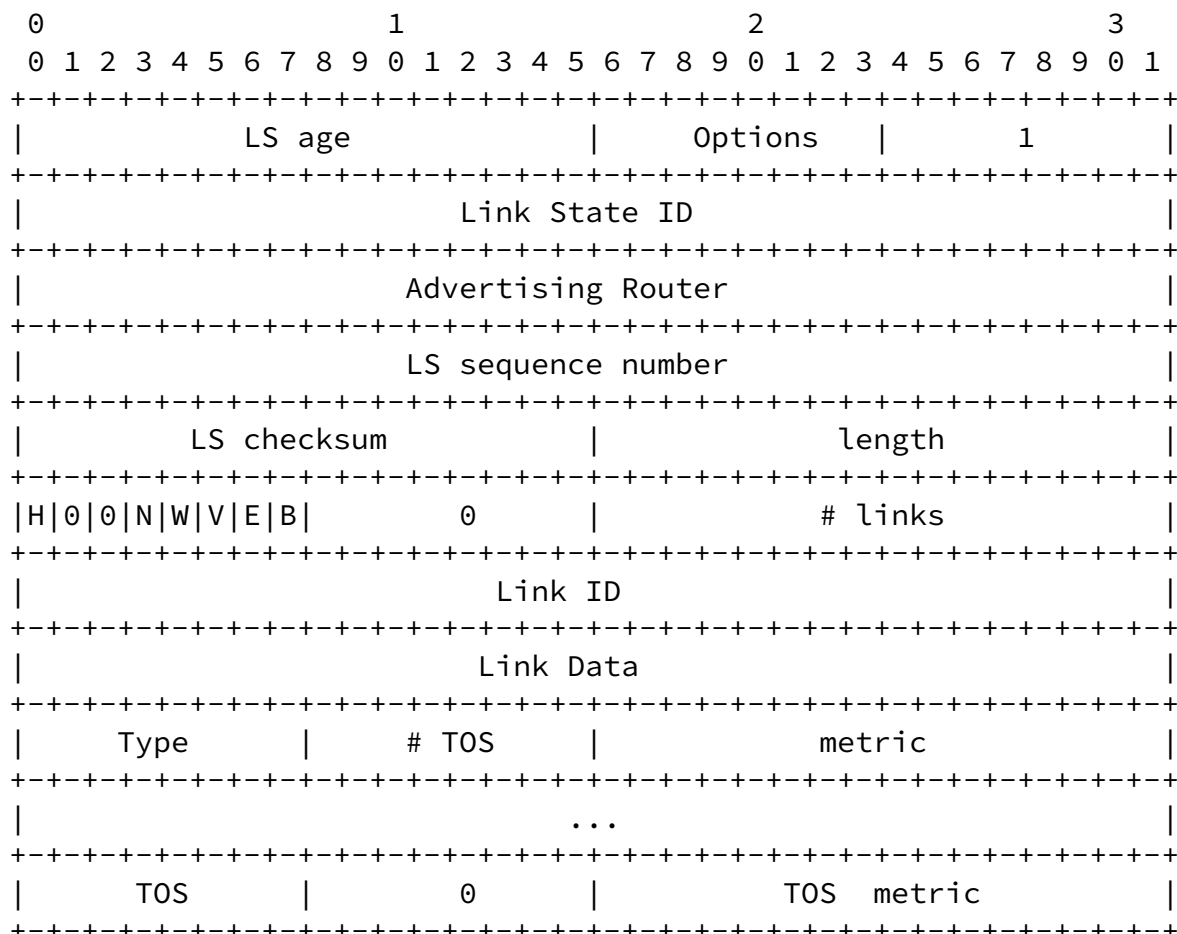 0                   1                   2                   3
 0 1 2 3 4 5 6 7 8 9 0 1 2 3 4 5 6 7 8 9 0 1 2 3 4 5 6 7 8 9 0 1
+-+-+-+-+-+-+-+-+-+-+-+-+-+-+-+-+-+-+-+-+-+-+-+-+-+-+-+-+-+-+-+-+
|            LS age             |     Options   |       1       |
+-+-+-+-+-+-+-+-+-+-+-+-+-+-+-+-+-+-+-+-+-+-+-+-+-+-+-+-+-+-+-+-+
|                        Link State ID                          |
+-+-+-+-+-+-+-+-+-+-+-+-+-+-+-+-+-+-+-+-+-+-+-+-+-+-+-+-+-+-+-+-+
|                     Advertising Router                        |
+-+-+-+-+-+-+-+-+-+-+-+-+-+-+-+-+-+-+-+-+-+-+-+-+-+-+-+-+-+-+-+-+
|                     LS sequence number                        |
+-+-+-+-+-+-+-+-+-+-+-+-+-+-+-+-+-+-+-+-+-+-+-+-+-+-+-+-+-+-+-+-+
|         LS checksum           |             length            |
+-+-+-+-+-+-+-+-+-+-+-+-+-+-+-+-+-+-+-+-+-+-+-+-+-+-+-+-+-+-+-+-+
|H|0|0|N|W|V|E|B|        0      |            # links            |
+-+-+-+-+-+-+-+-+-+-+-+-+-+-+-+-+-+-+-+-+-+-+-+-+-+-+-+-+-+-+-+-+
|                          Link ID                              |
+-+-+-+-+-+-+-+-+-+-+-+-+-+-+-+-+-+-+-+-+-+-+-+-+-+-+-+-+-+-+-+-+
|                         Link Data                             |
+-+-+-+-+-+-+-+-+-+-+-+-+-+-+-+-+-+-+-+-+-+-+-+-+-+-+-+-+-+-+-+-+
|     Type      |     # TOS     |            metric             |
+-+-+-+-+-+-+-+-+-+-+-+-+-+-+-+-+-+-+-+-+-+-+-+-+-+-+-+-+-+-+-+-+
|                              ...                              |
+-+-+-+-+-+-+-+-+-+-+-+-+-+-+-+-+-+-+-+-+-+-+-+-+-+-+-+-+-+-+-+-+
|      TOS      |        0      |          TOS  metric          |
+-+-+-+-+-+-+-+-+-+-+-+-+-+-+-+-+-+-+-+-+-+-+-+-+-+-+-+-+-+-+-+-+